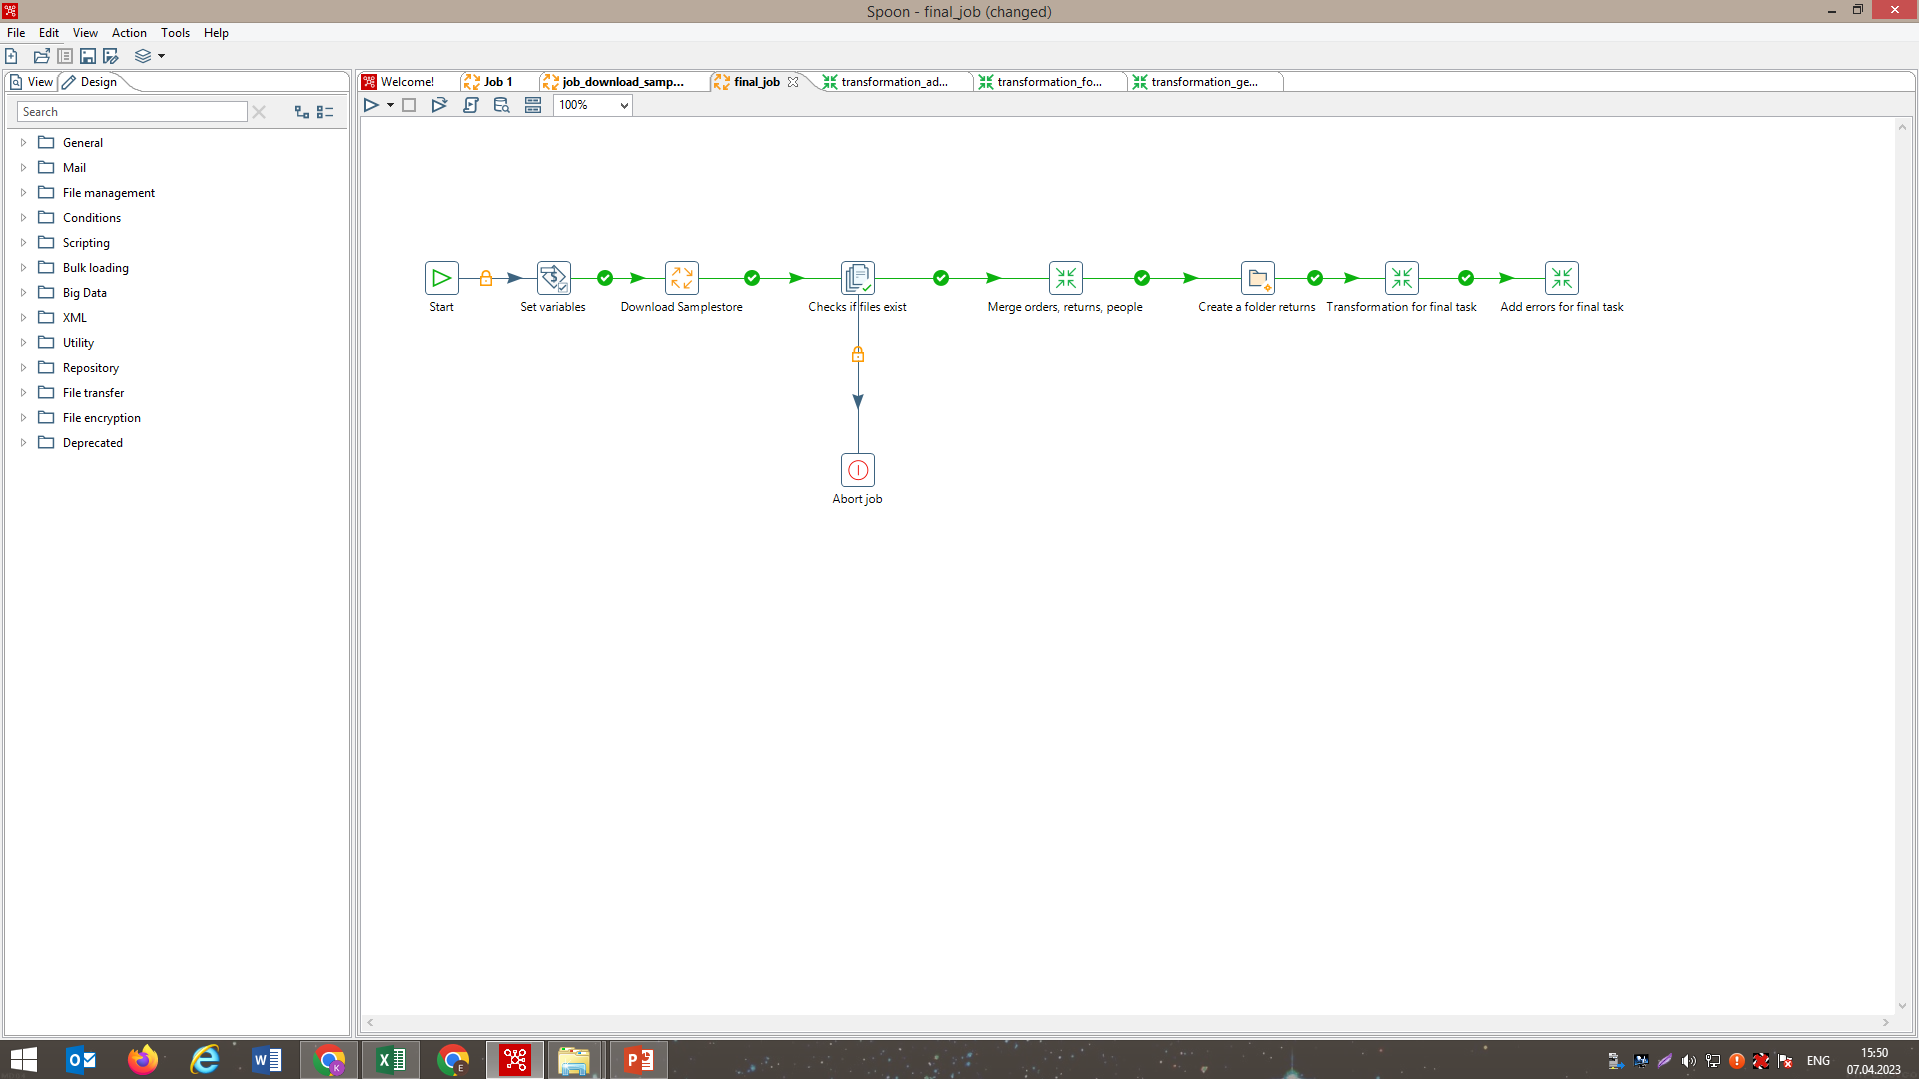 Spoon - final_job (changed)
File Edit View Action Tools Help
View Design
Welcome! Job 1 job_download_samp... final_job transformation_ad... transformation_fo... transformation_ge...
100%
Search
General
Mail
File management
Conditions
Scripting
Bulk loading
Big Data
XML
Utility
Repository
File transfer
File encryption
Deprecated
Start Set variables Download Samplestore Checks if files exist Merge orders, returns, people Create a folder returns Transformation for final task Add errors for final task
Abort job
ENG
15:50
07.04.2023